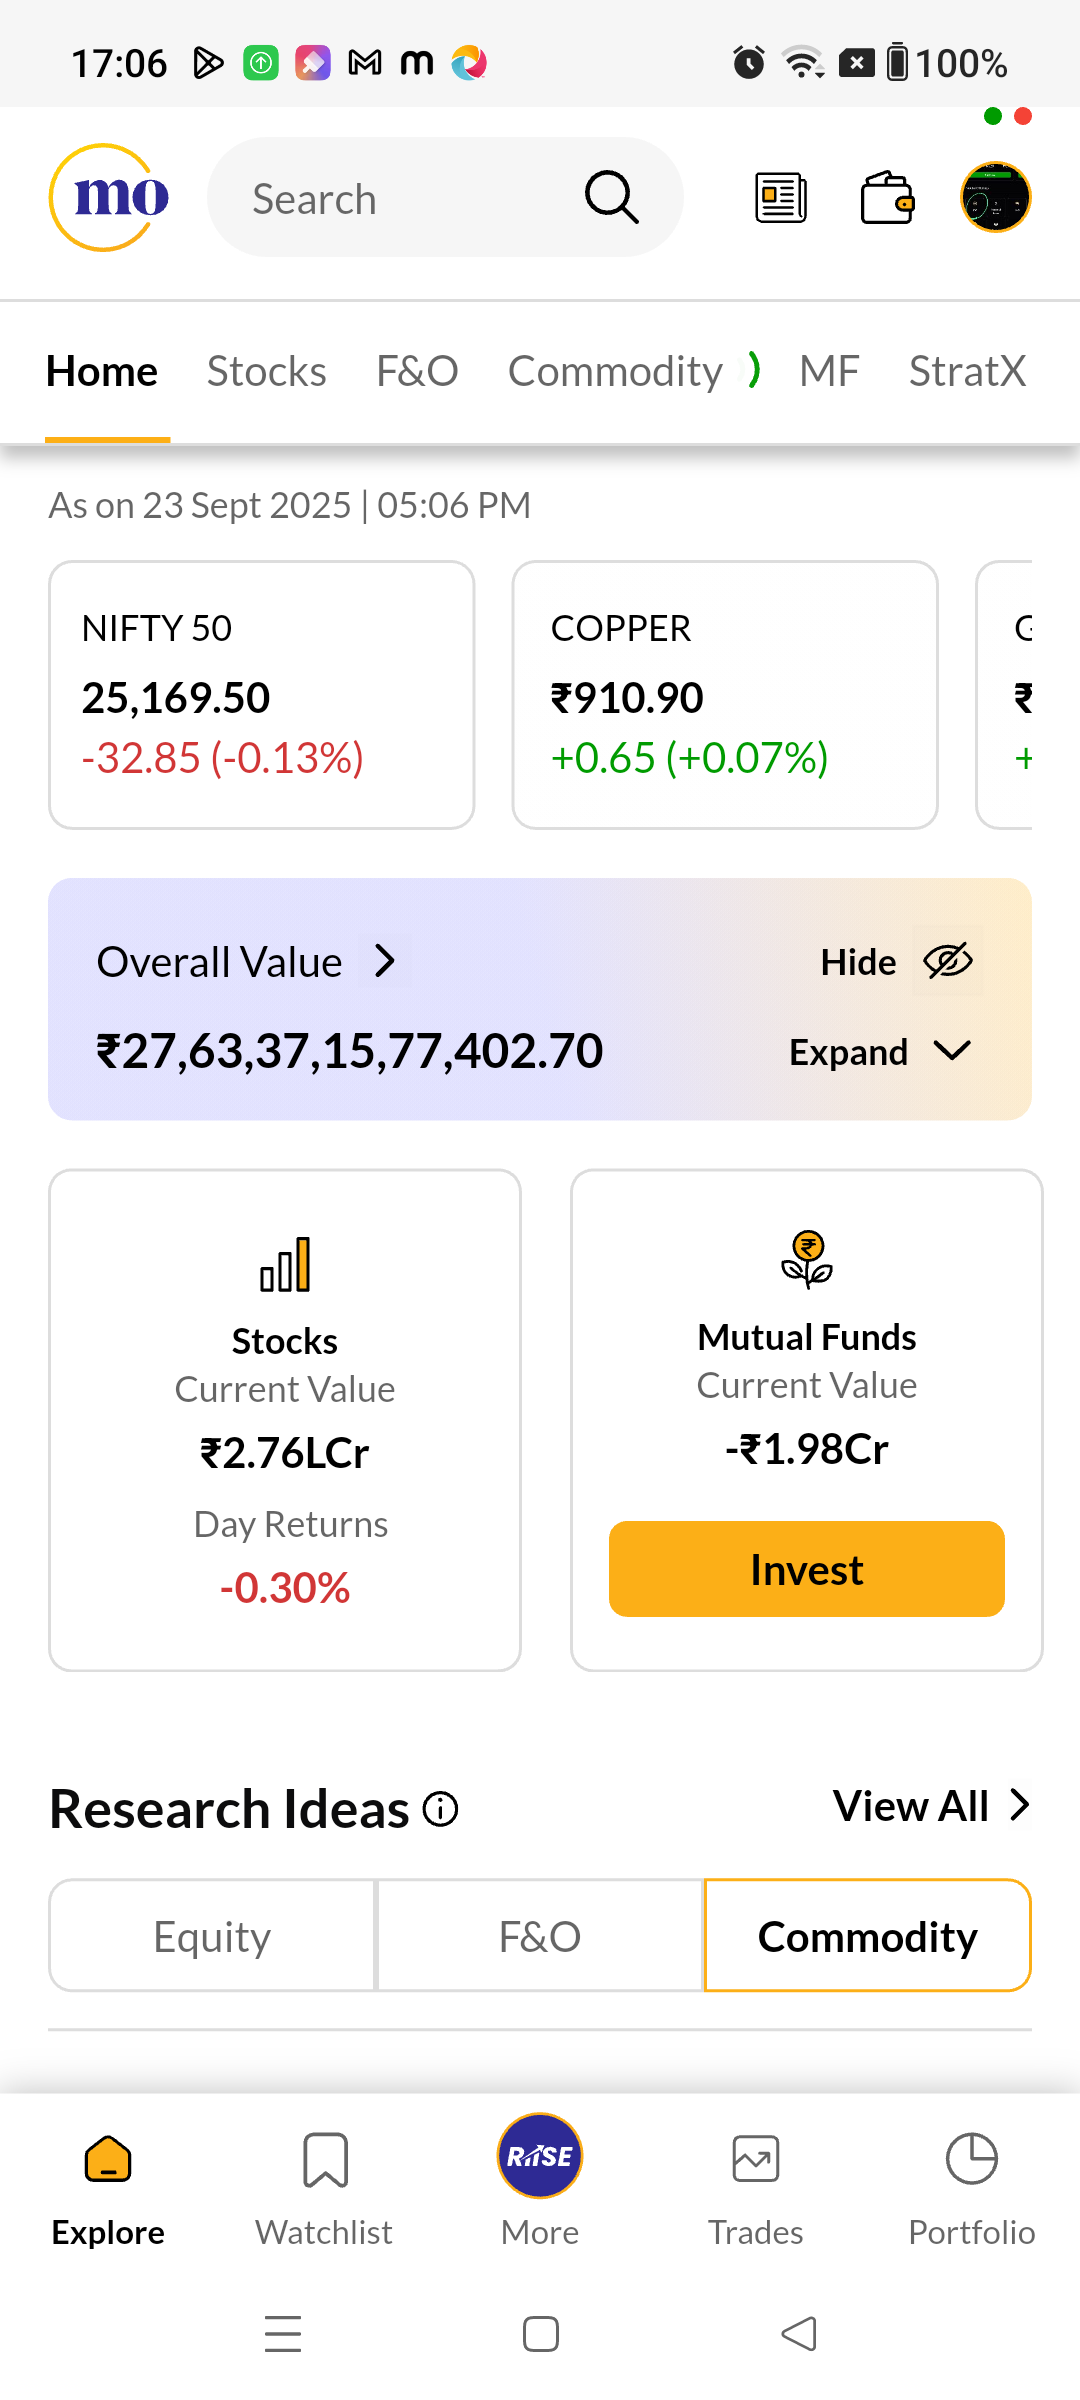 17:06 100%
mo Search
Home Stocks F&O Commodity MF StratX
As on 23 Sept 2025 | 05:06 PM
NIFTY 50 COPPER
25,169.50 ₹910.90 ₹
-32.85 (-0.13%) +0.65 (+0.07%) +
Overall Value Hide
₹27,63,37,15,77,402.70 Expand
Stocks
Current Value
₹2.76LCr
Day Returns
-0.30%
Mutual Funds
Current Value
-₹1.98Cr
Invest
Research Ideas View All
Equity F&O Commodity
RIISE
Explore Watchlist More Trades Portfolio